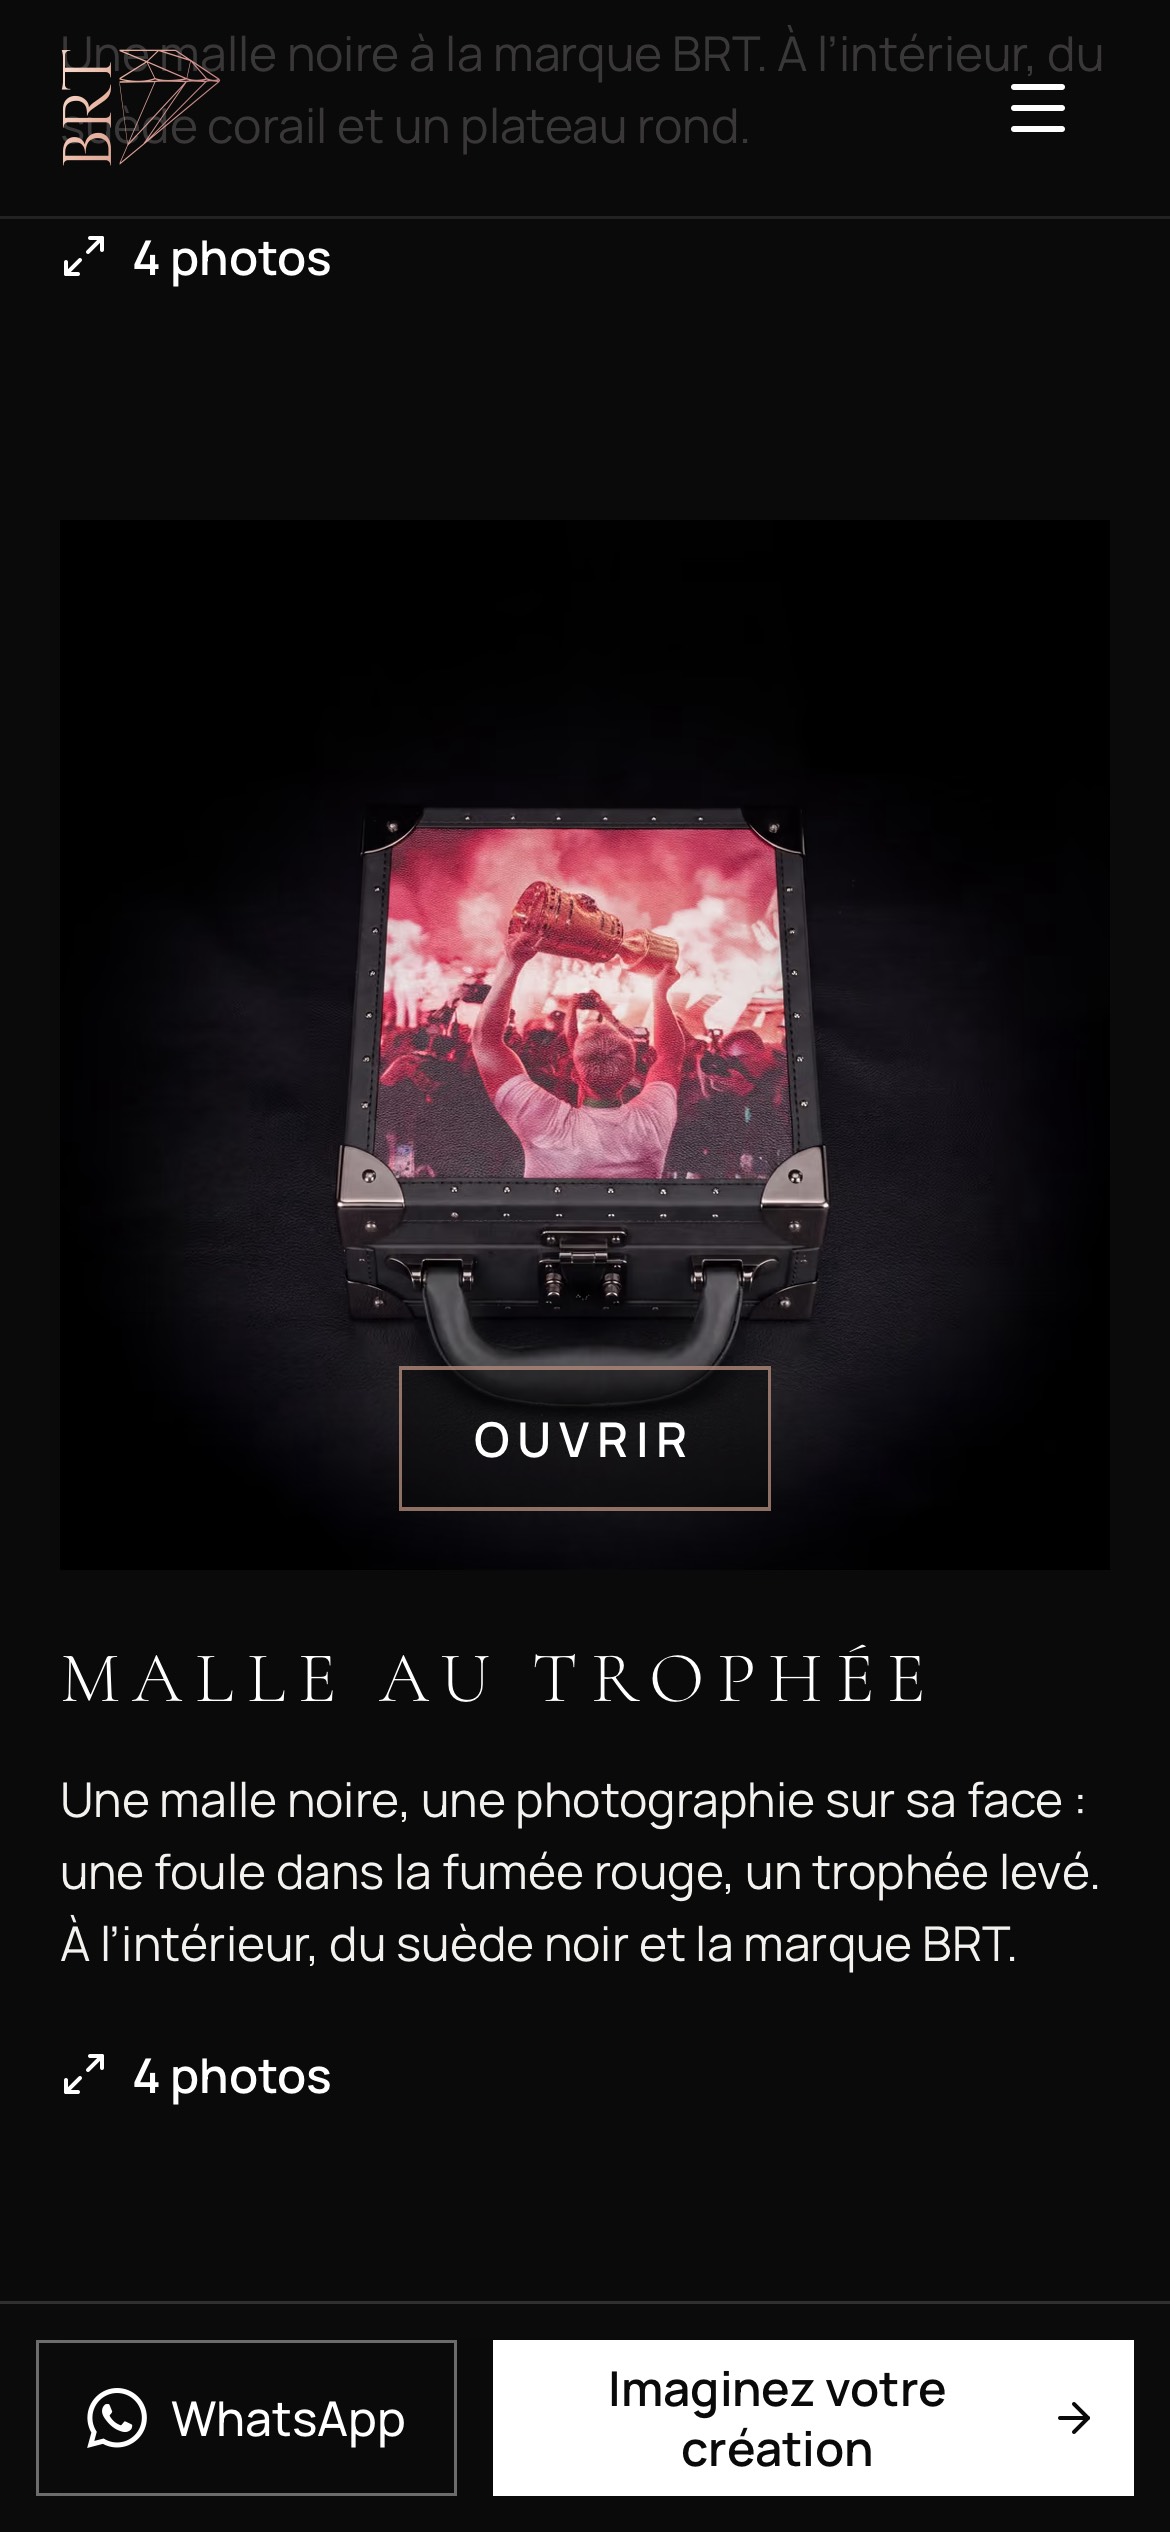 Une malle noire à la marque BRT. À l’intérieur, du
suède corail et un plateau rond.
BRT
4 photos
OUVRIR
MALLE AU TROPHÉE
Une malle noire, une photographie sur sa face :
une foule dans la fumée rouge, un trophée levé.
À l’intérieur, du suède noir et la marque BRT.
4 photos
WhatsApp
Imaginez votre
création